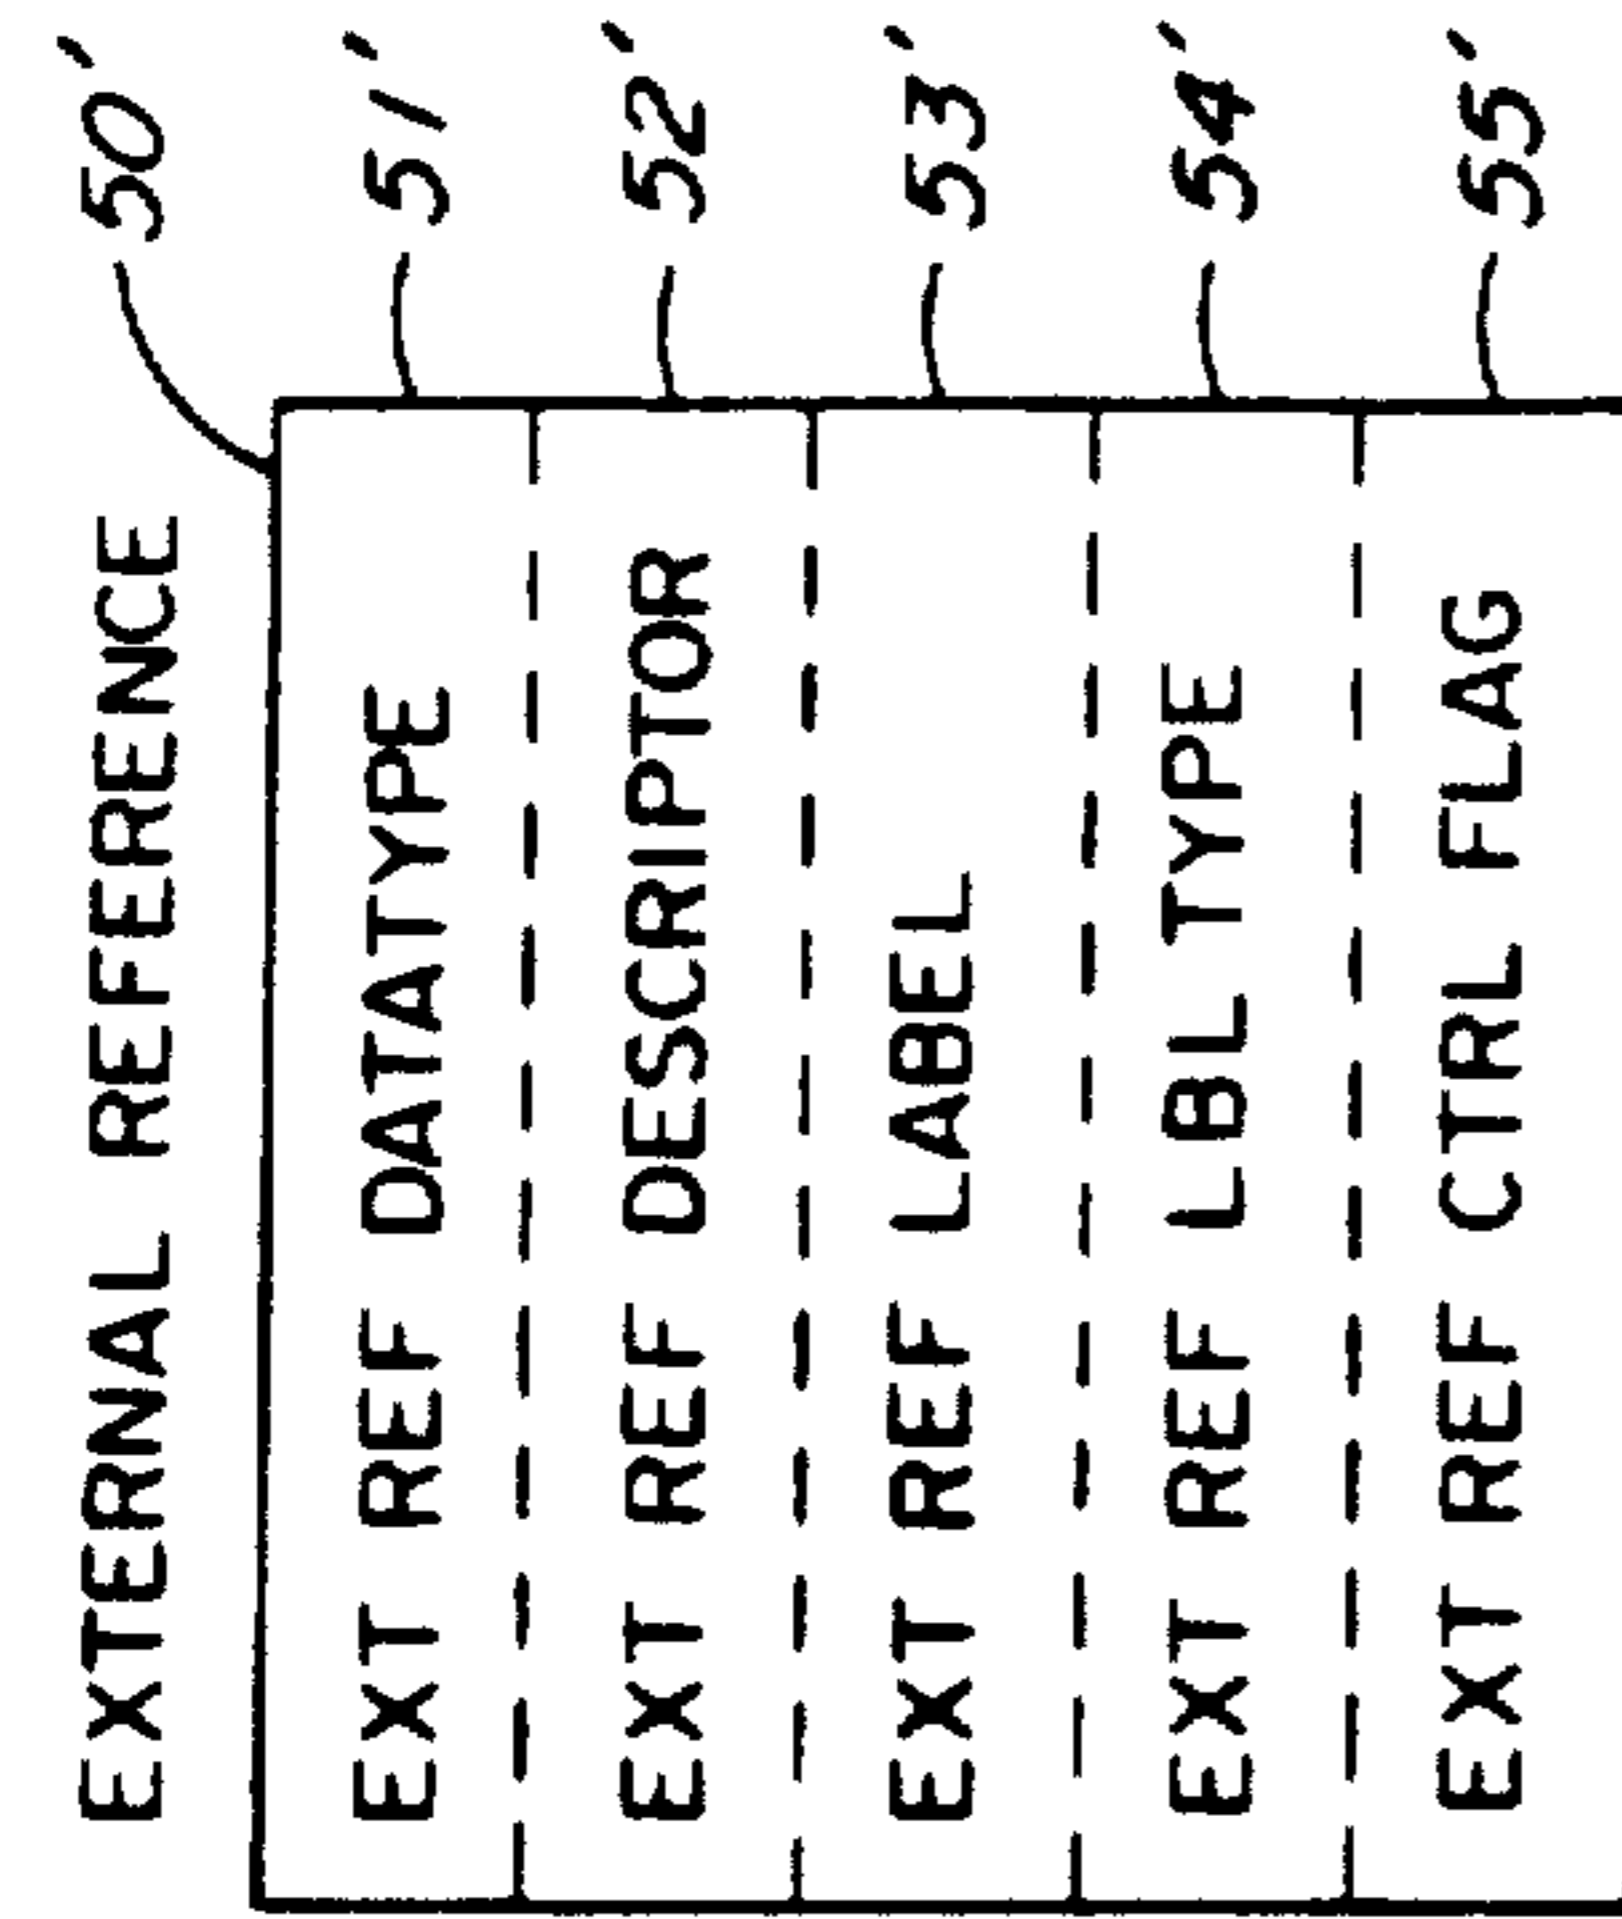 EXTERNAL REFERENCE 50'
EXT REF DATATYPE 51'
EXT REF DESCRIPTOR 52'
EXT REF LABEL 53'
EXT REF LBL TYPE 54'
EXT REF CTRL FLAG 55'